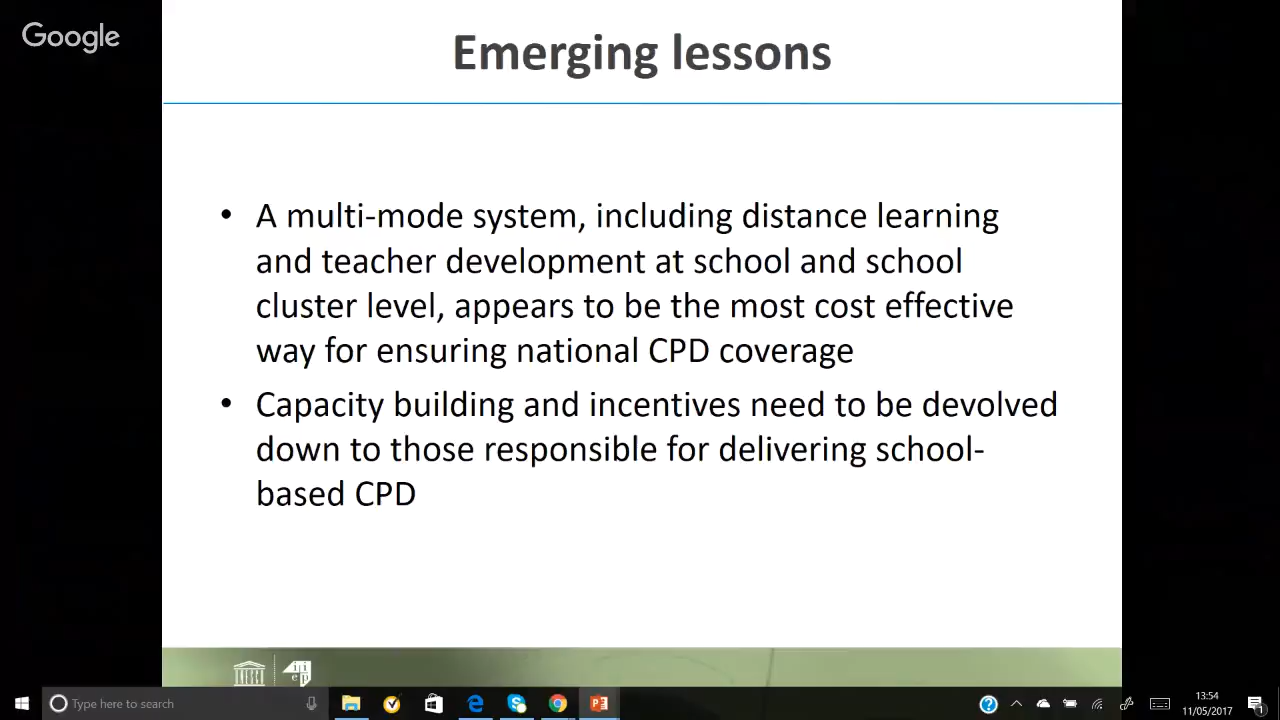 Google
Emerging lessons
• A multi-mode system, including distance learning
and teacher development at school and school
cluster level, appears to be the most cost effective
way for ensuring national CPD coverage
• Capacity building and incentives need to be devolved
down to those responsible for delivering school-
based CPD
Type here to search
13:54
11/05/2017